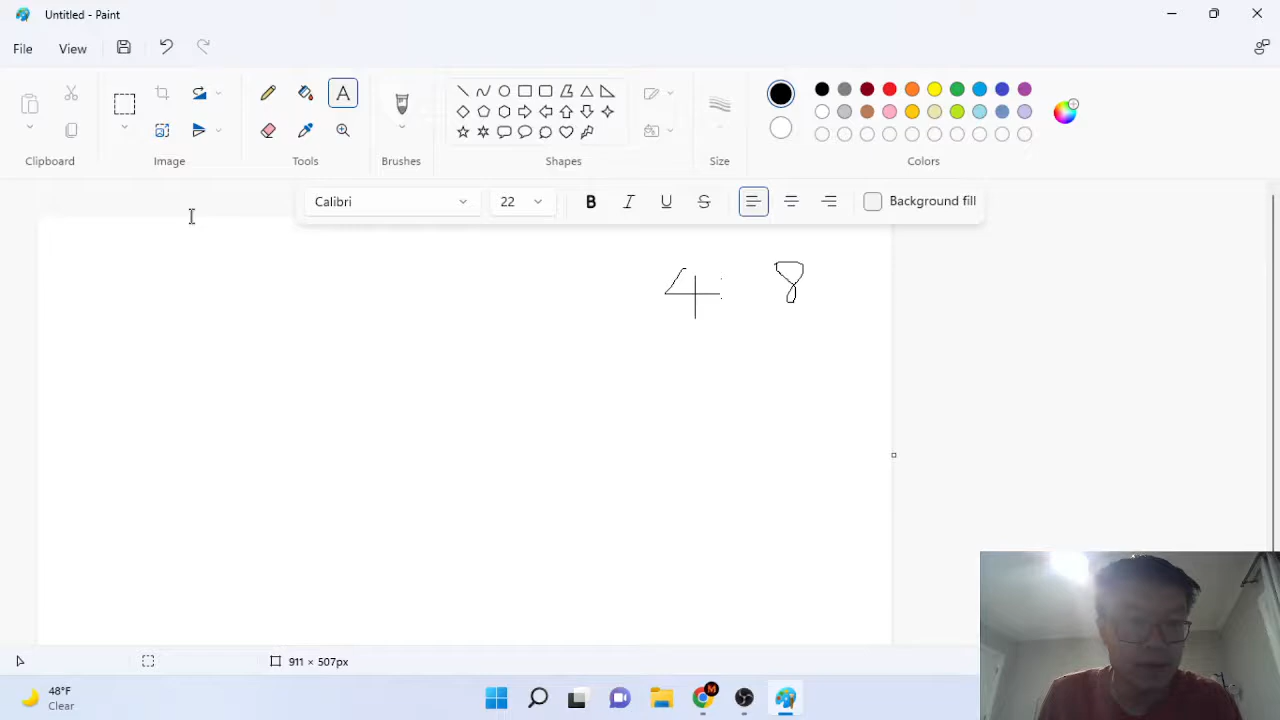 Untitled - Paint
File View
Clipboard Image Tools Brushes Shapes Size Colors
Calibri 22 B I U S Background fill
4 8
911 × 507px
48°F
Clear